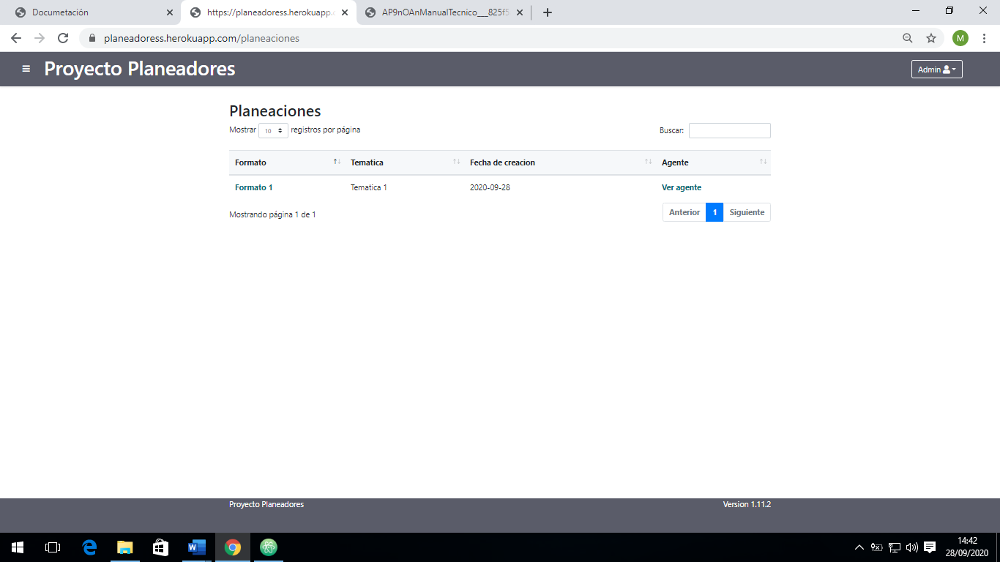 Documetación
https://planeadoress.herokuapp.c
AP9nOAnManualTecnico___825f5
planeadoress.herokuapp.com/planeaciones
M
Proyecto Planeadores
Admin
Planeaciones
Mostrar 10 registros por página
Buscar:
Formato Tematica Fecha de creacion Agente
Formato 1 Tematica 1 2020-09-28 Ver agente
Mostrando página 1 de 1
Anterior 1 Siguiente
Proyecto Planeadores
Version 1.11.2
14:42
28/09/2020